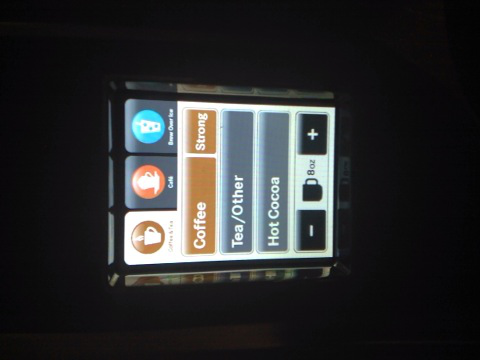 Coffee & Tea
Café
Brew Over Ice
Coffee
Strong
Tea/Other
Hot Cocoa
- 8oz +